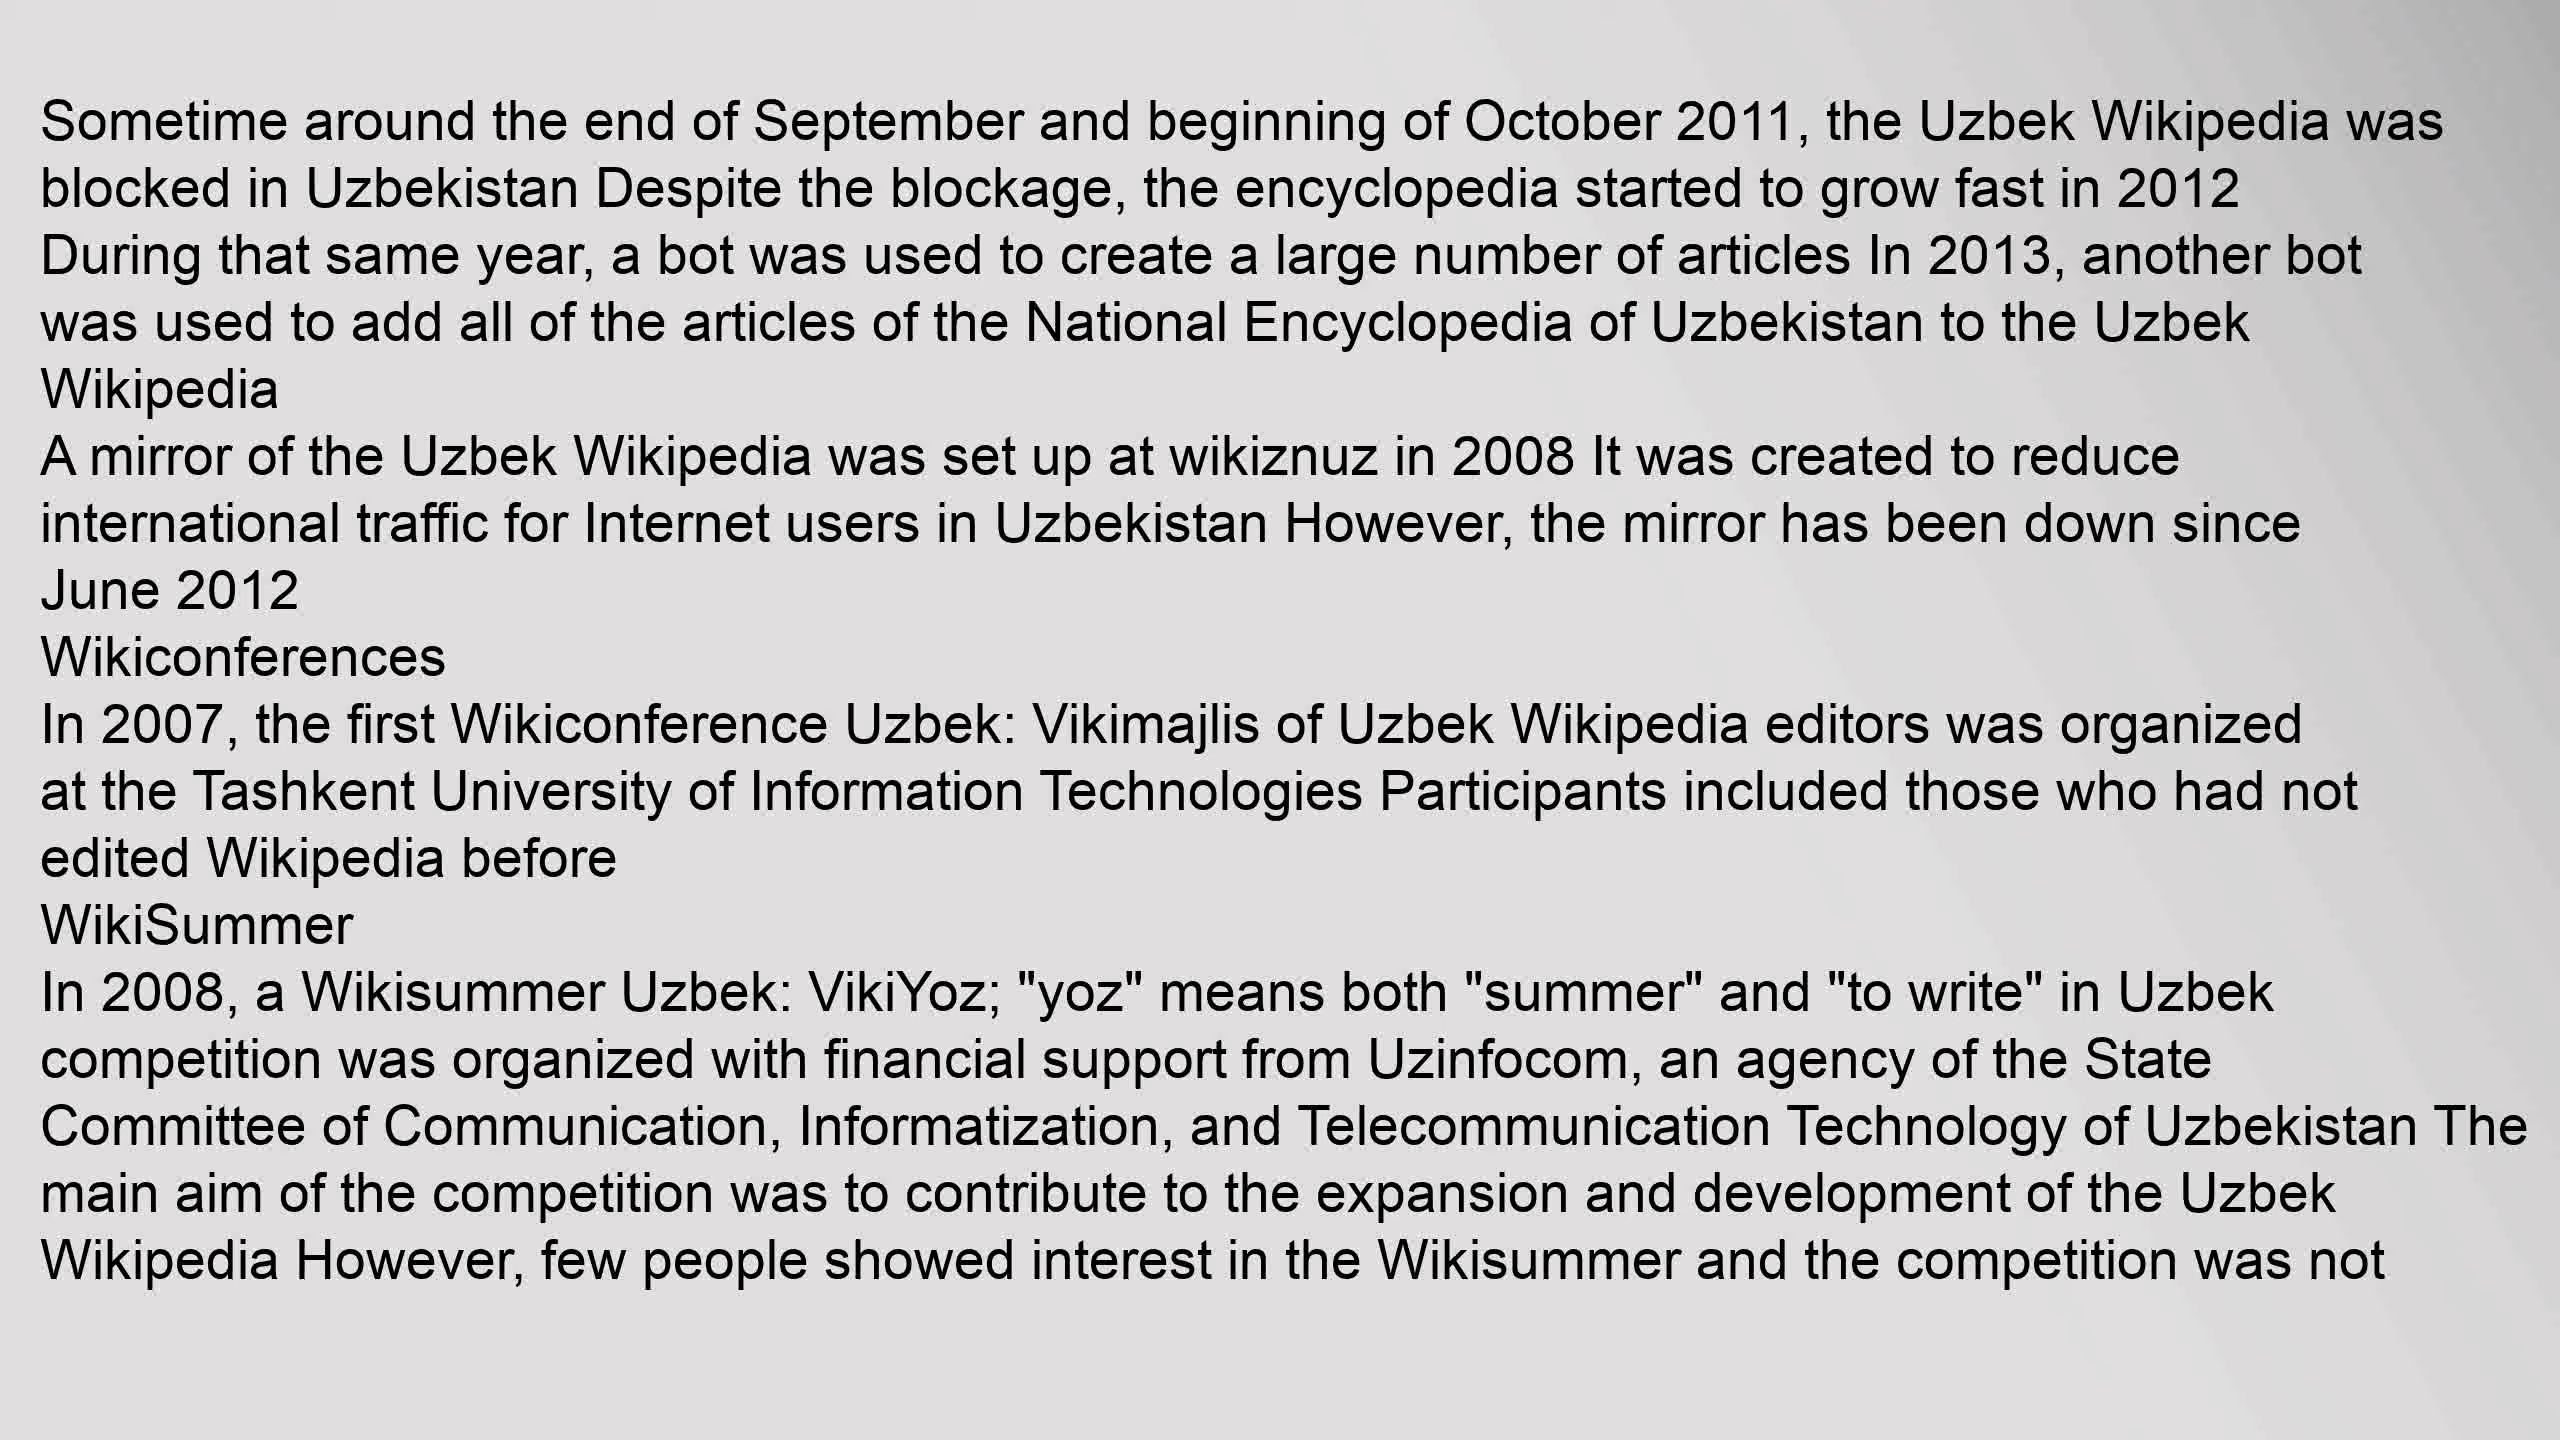 Sometime around the end of September and beginning of October 2011, the Uzbek Wikipedia was
blocked in Uzbekistan Despite the blockage, the encyclopedia started to grow fast in 2012
During that same year, a bot was used to create a large number of articles In 2013, another bot
was used to add all of the articles of the National Encyclopedia of Uzbekistan to the Uzbek
Wikipedia
A mirror of the Uzbek Wikipedia was set up at wikiznuz in 2008 It was created to reduce
international traffic for Internet users in Uzbekistan However, the mirror has been down since
June 2012
Wikiconferences
In 2007, the first Wikiconference Uzbek: Vikimajlis of Uzbek Wikipedia editors was organized
at the Tashkent University of Information Technologies Participants included those who had not
edited Wikipedia before
WikiSummer
In 2008, a Wikisummer Uzbek: VikiYoz; "yoz" means both "summer" and "to write" in Uzbek
competition was organized with financial support from Uzinfocom, an agency of the State
Committee of Communication, Informatization, and Telecommunication Technology of Uzbekistan The
main aim of the competition was to contribute to the expansion and development of the Uzbek
Wikipedia However, few people showed interest in the Wikisummer and the competition was not